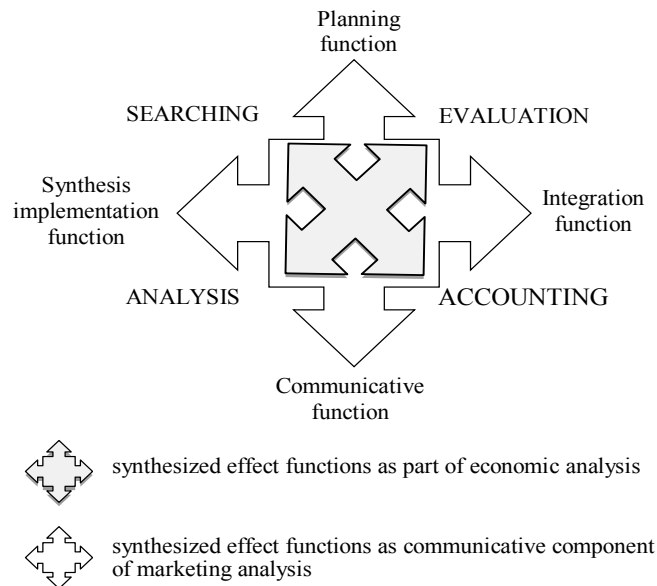 Planning
function
SEARCHING
EVALUATION
Synthesis
implementation
function
Integration
function
ANALYSIS
ACCOUNTING
Communicative
function
synthesized effect functions as part of economic analysis
synthesized effect functions as communicative component
of marketing analysis